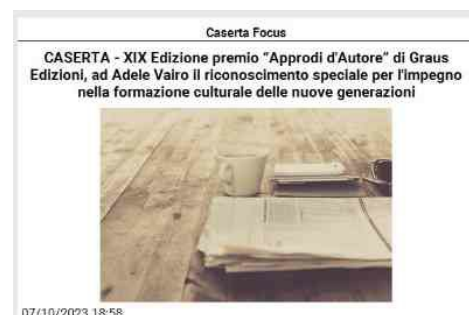 Caserta Focus
CASERTA - XIX Edizione premio “Approdi d'Autore” di Graus
Edizioni, ad Adele Vairo il riconoscimento speciale per l'impegno
nella formazione culturale delle nuove generazioni
07/10/2023 18:58